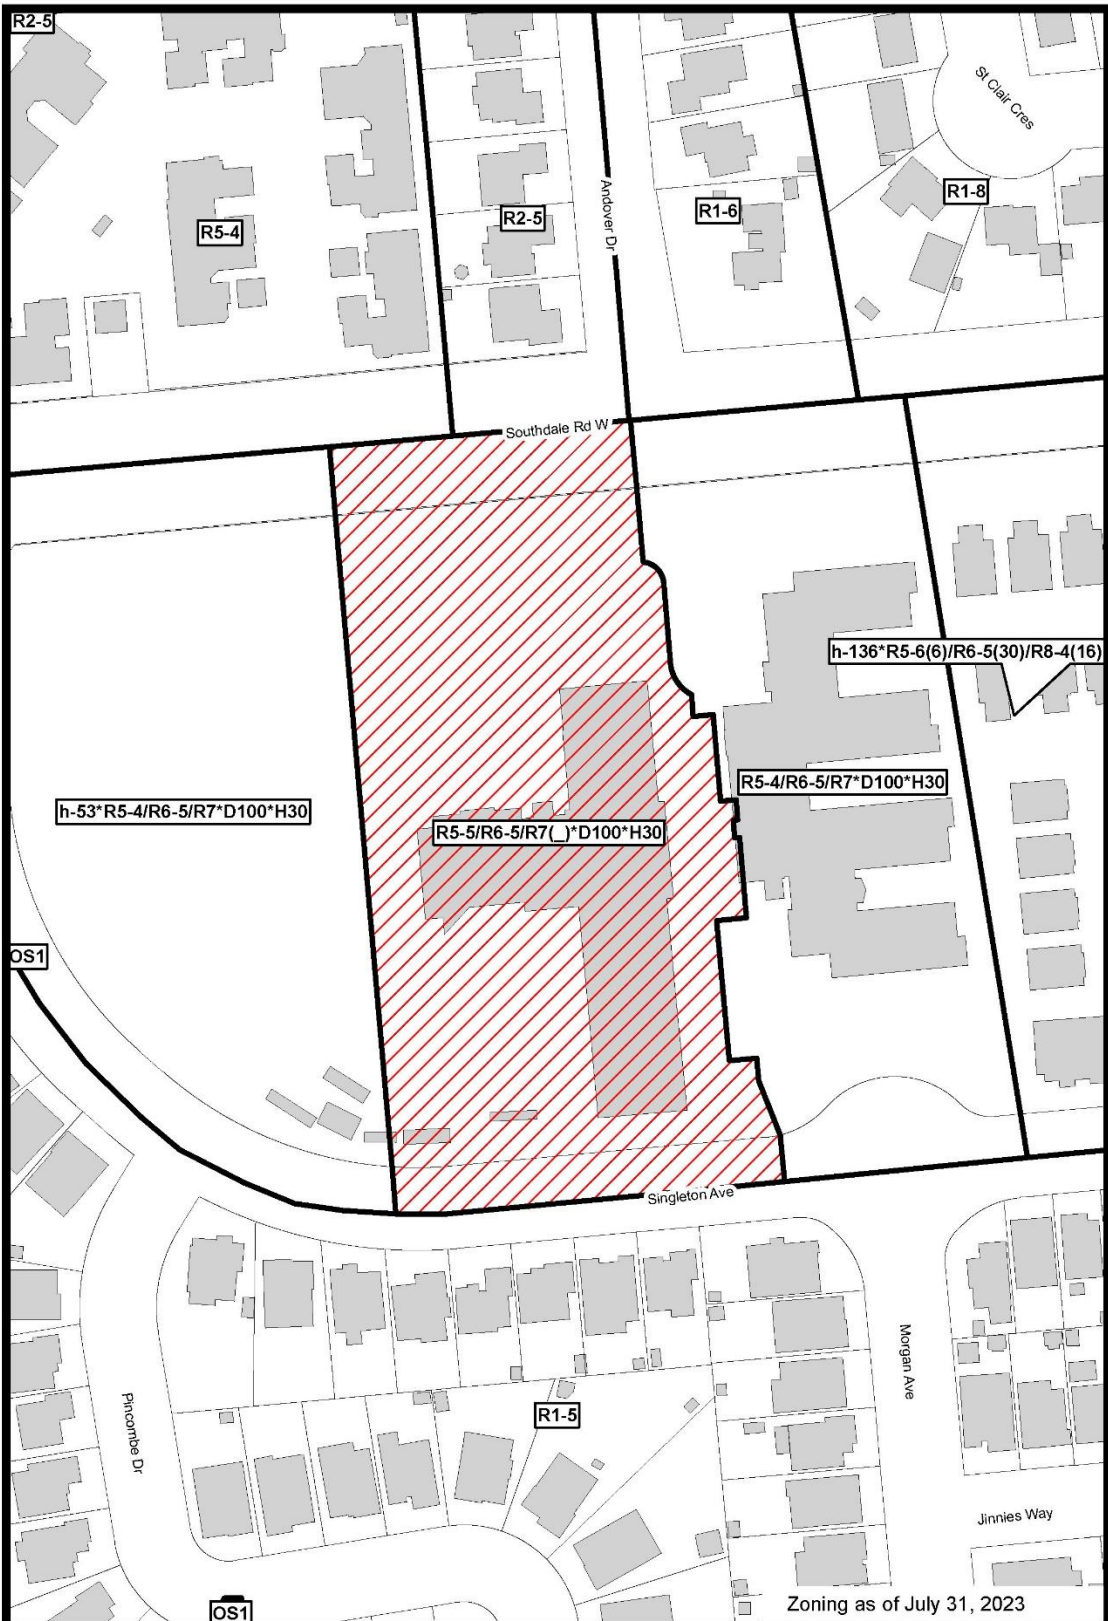 R2-5
St Clair Cres
R1-8
R1-6
R2-5
Andover Dr
R5-4
Southdale Rd W
h-136*R5-6(6)/R6-5(30)/R8-4(16)
R5-4/R6-5/R7*D100*H30
h-53*R5-4/R6-5/R7*D100*H30
R5-5/R6-5/R7(_)*D100*H30
OS1
Singleton Ave
Morgan Ave
Pincombe Dr
R1-5
Jinnies Way
OS1
Zoning as of July 31, 2023